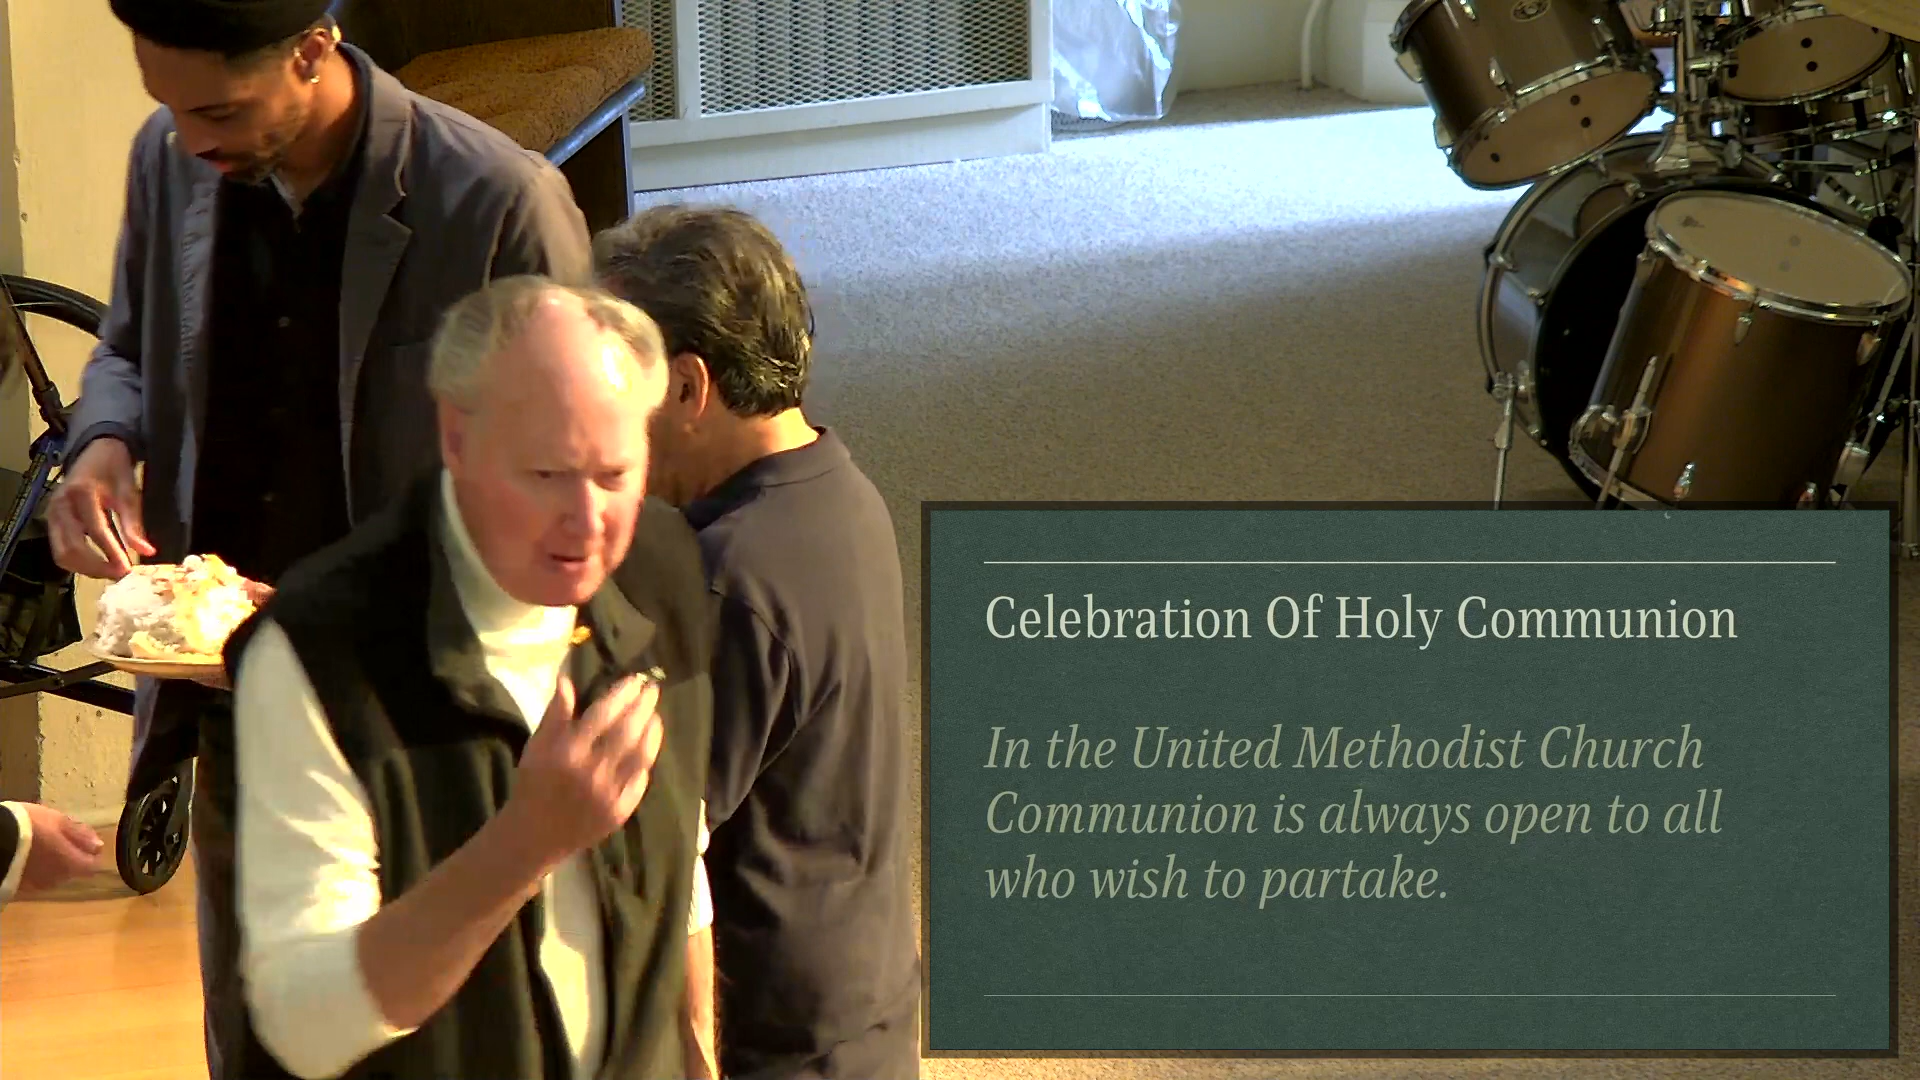 Celebration Of Holy Communion
In the United Methodist Church
Communion is always open to all
who wish to partake.